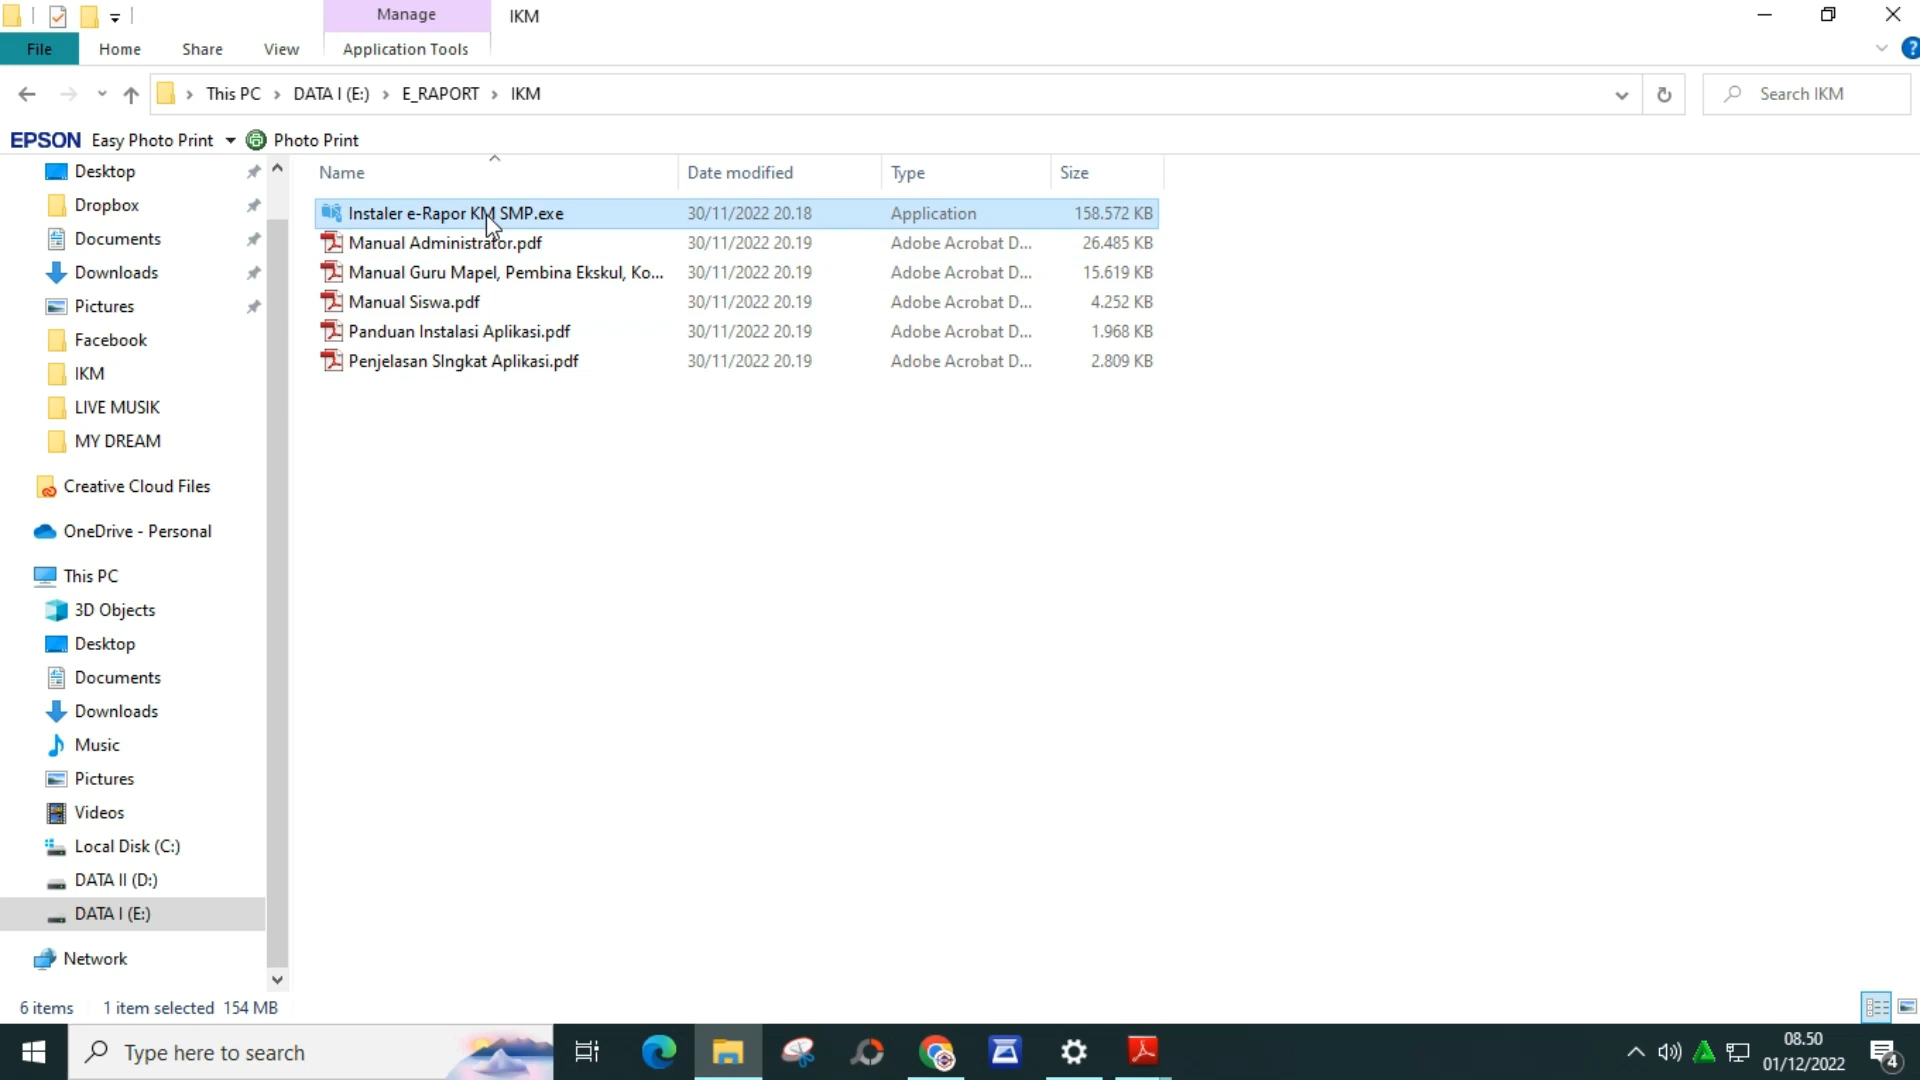 Manage
IKM
File
Home
Share
View
Application Tools
This PC
DATA I (E:)
E_RAPORT
IKM
Search IKM
EPSON Easy Photo Print
Photo Print
Name
Date modified
Type
Size
Instaler e-Rapor KM SMP.exe 30/11/2022 20.18 Application 158.572 KB
Manual Administrator.pdf 30/11/2022 20.19 Adobe Acrobat D... 26.485 KB
Manual Guru Mapel, Pembina Ekskul, Ko... 30/11/2022 20.19 Adobe Acrobat D... 15.619 KB
Manual Siswa.pdf 30/11/2022 20.19 Adobe Acrobat D... 4.252 KB
Panduan Instalasi Aplikasi.pdf 30/11/2022 20.19 Adobe Acrobat D... 1.968 KB
Penjelasan SIngkat Aplikasi.pdf 30/11/2022 20.19 Adobe Acrobat D... 2.809 KB
Desktop
Dropbox
Documents
Downloads
Pictures
Facebook
IKM
LIVE MUSIK
MY DREAM
Creative Cloud Files
OneDrive - Personal
This PC
3D Objects
Desktop
Documents
Downloads
Music
Pictures
Videos
Local Disk (C:)
DATA II (D:)
DATA I (E:)
Network
6 items
1 item selected 154 MB
Type here to search
08.50
01/12/2022
4